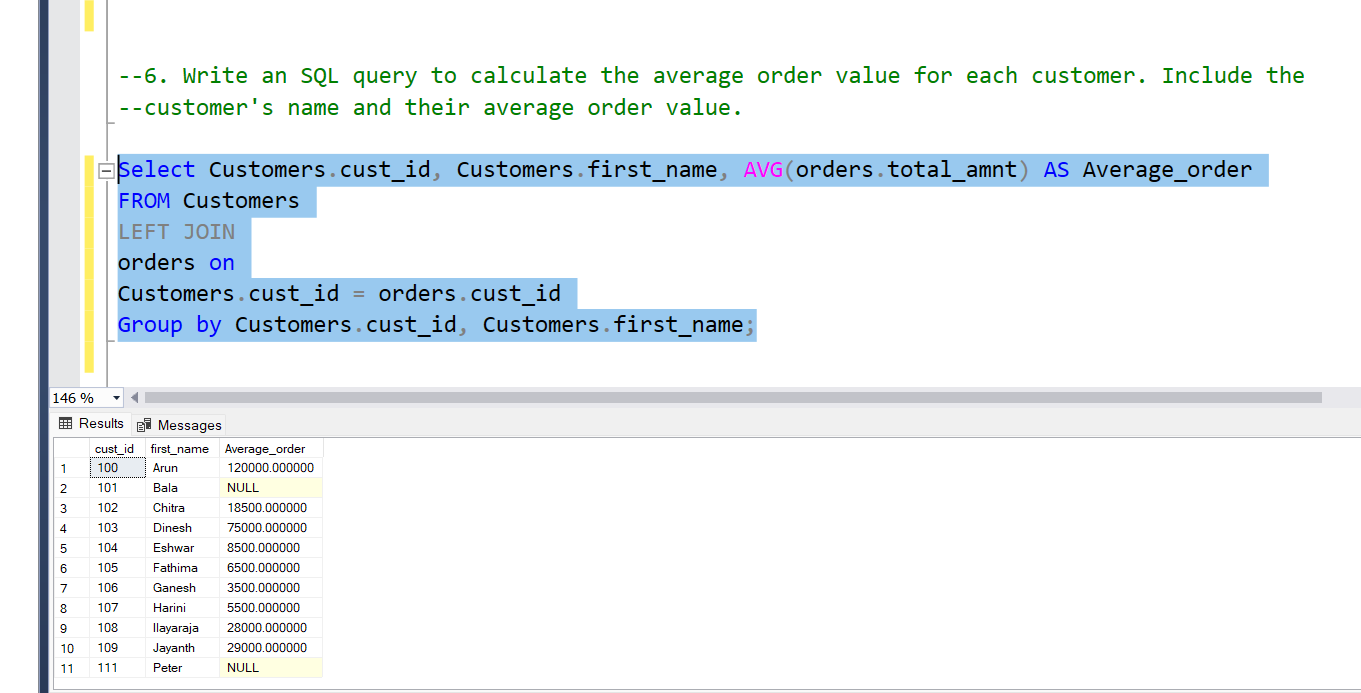 --6. Write an SQL query to calculate the average order value for each customer. Include the
--customer's name and their average order value.
Select Customers.cust_id, Customers.first_name, AVG(orders.total_amnt) AS Average_order
FROM Customers
LEFT JOIN
orders on
Customers.cust_id = orders.cust_id
Group by Customers.cust_id, Customers.first_name;
146 %
Results Messages
cust_id first_name Average_order
1 100 Arun 120000.000000
2 101 Bala NULL
3 102 Chitra 18500.000000
4 103 Dinesh 75000.000000
5 104 Eshwar 8500.000000
6 105 Fathima 6500.000000
7 106 Ganesh 3500.000000
8 107 Harini 5500.000000
9 108 Ilayaraja 28000.000000
10 109 Jayanth 29000.000000
11 111 Peter NULL